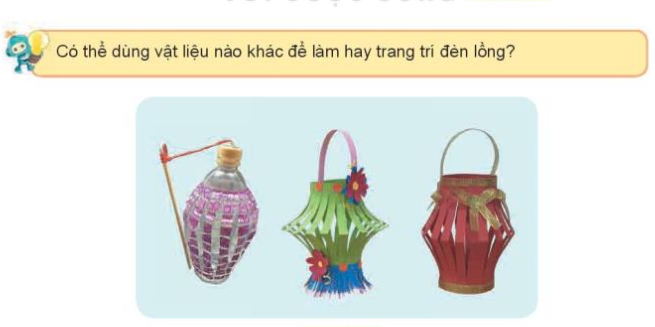 Có thể dùng vật liệu nào khác để làm hay trang trí đèn lồng?